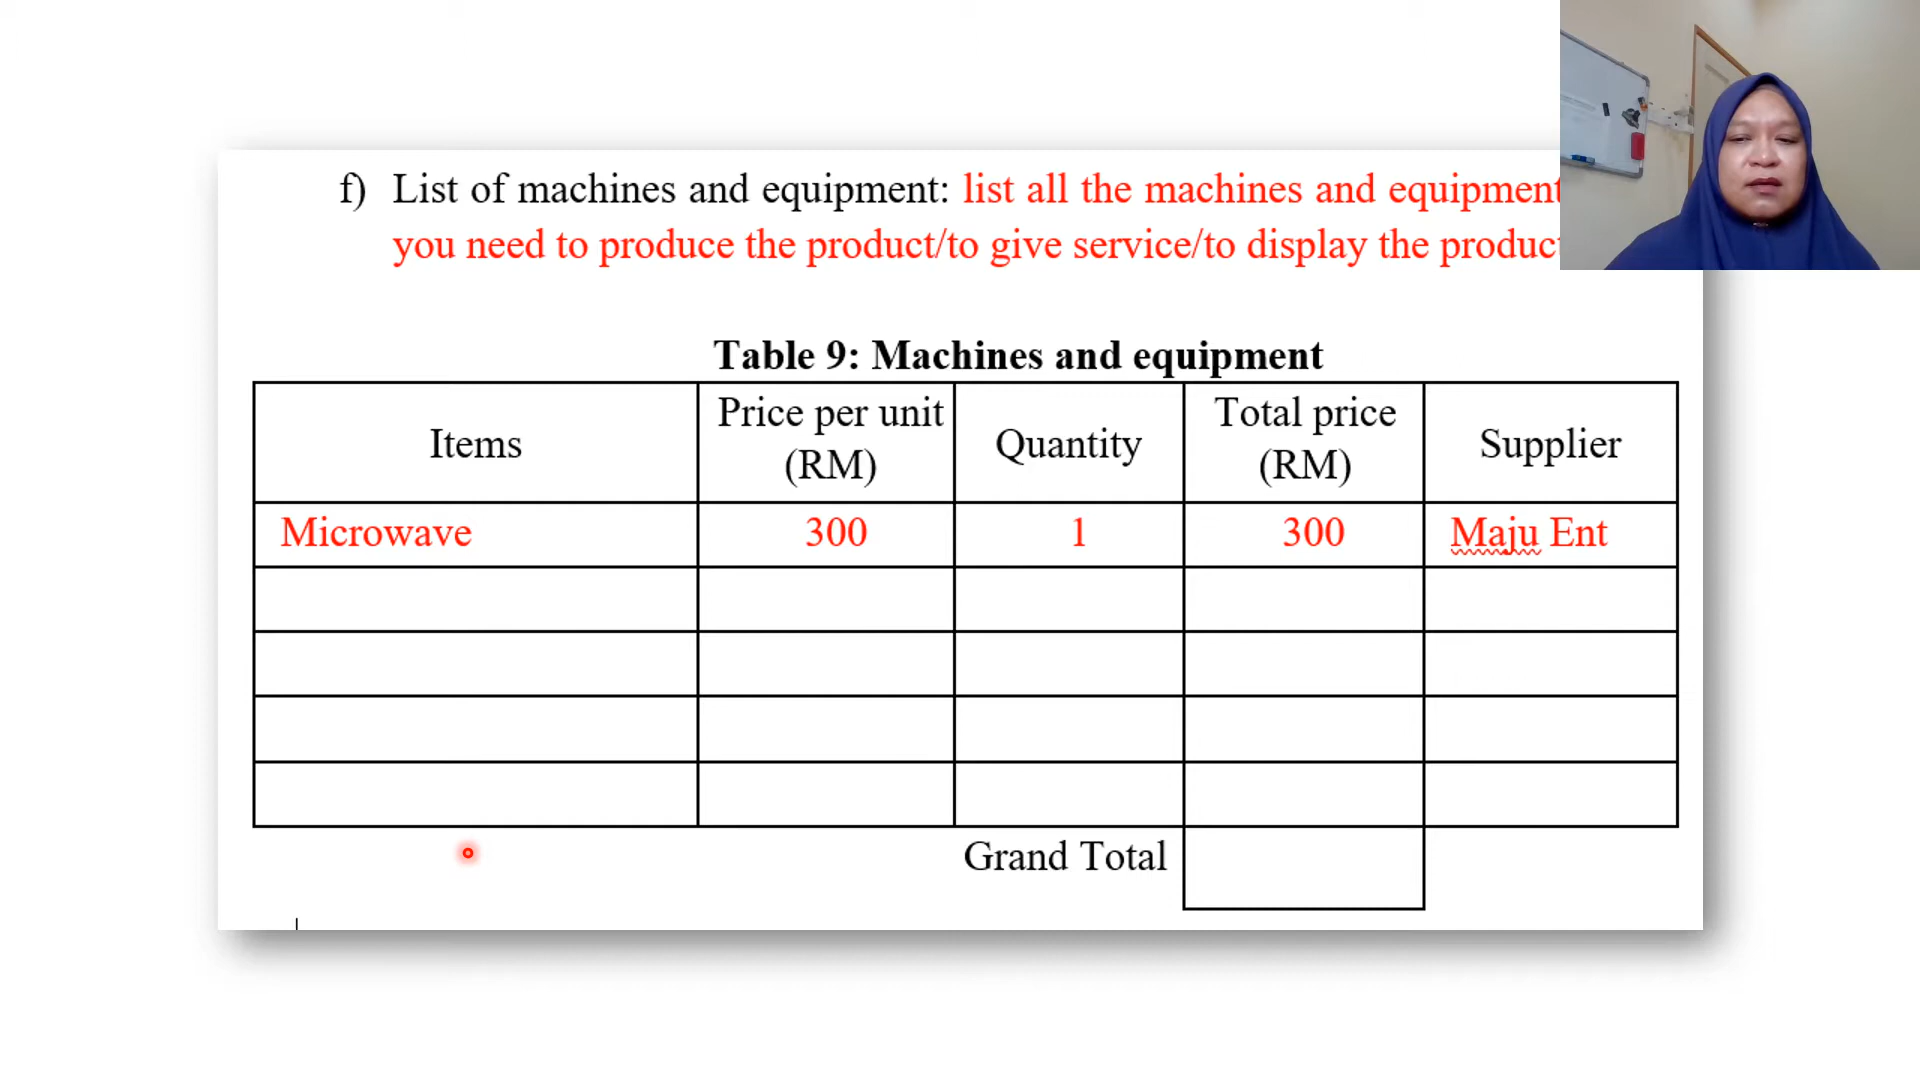 f) List of machines and equipment: list all the machines and equipment
you need to produce the product/to give service/to display the
Table 9: Machines and equipment
Items Price per unit (RM) Quantity Total price (RM) Supplier
Microwave 300 1 300 Maju Ent
Grand Total